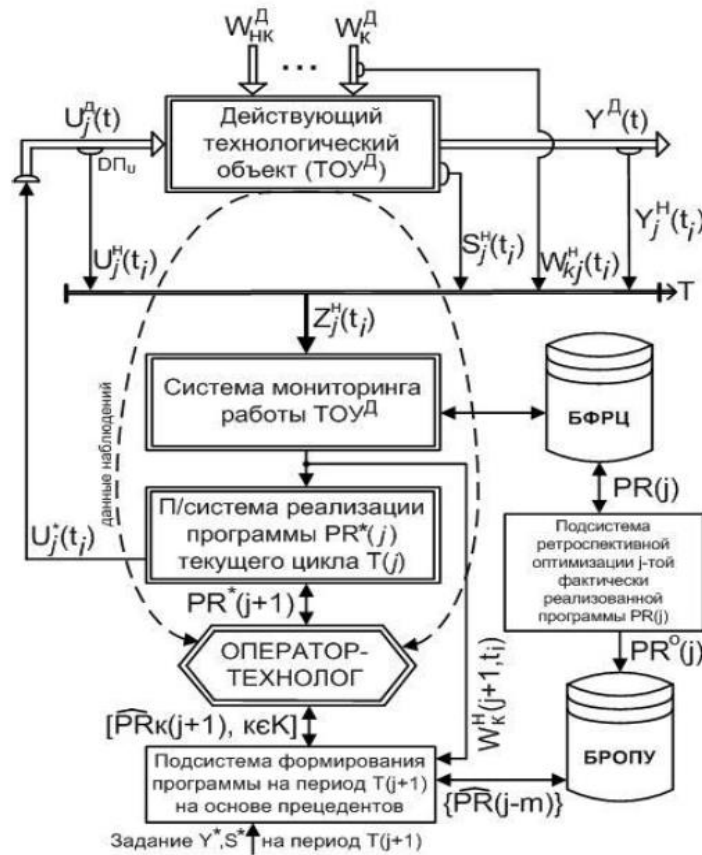 W^Д_НК ... W^Д_К
U^Д_j(t)
Действующий
технологический
объект (ТОУ^Д)
Y^Д(t)
DП_U
U^Н_j(t_i)
S^Н_j(t_i)
W^Н_kj(t_i)
Y^Н_j(t_i)
T
Z^Н_j(t_i)
данные наблюдений
Система мониторинга
работы ТОУ^Д
БФРЦ
PR(j)
U^*_j(t_i)
П/система реализации
программы PR^*(j)
текущего цикла T(j)
Подсистема
ретроспективной
оптимизации j-той
фактически
реализованной
программы PR(j)
PR^*(j+1)
PR^o(j)
ОПЕРАТОР-
ТЕХНОЛОГ
W^Н_К(j+1,t_i)
[P̂Rк(j+1), кєK]
БРОПУ
Подсистема формирования
программы на период T(j+1)
на основе прецедентов
{P̂R(j-m)}
Задание Y^*,S^* на период T(j+1)